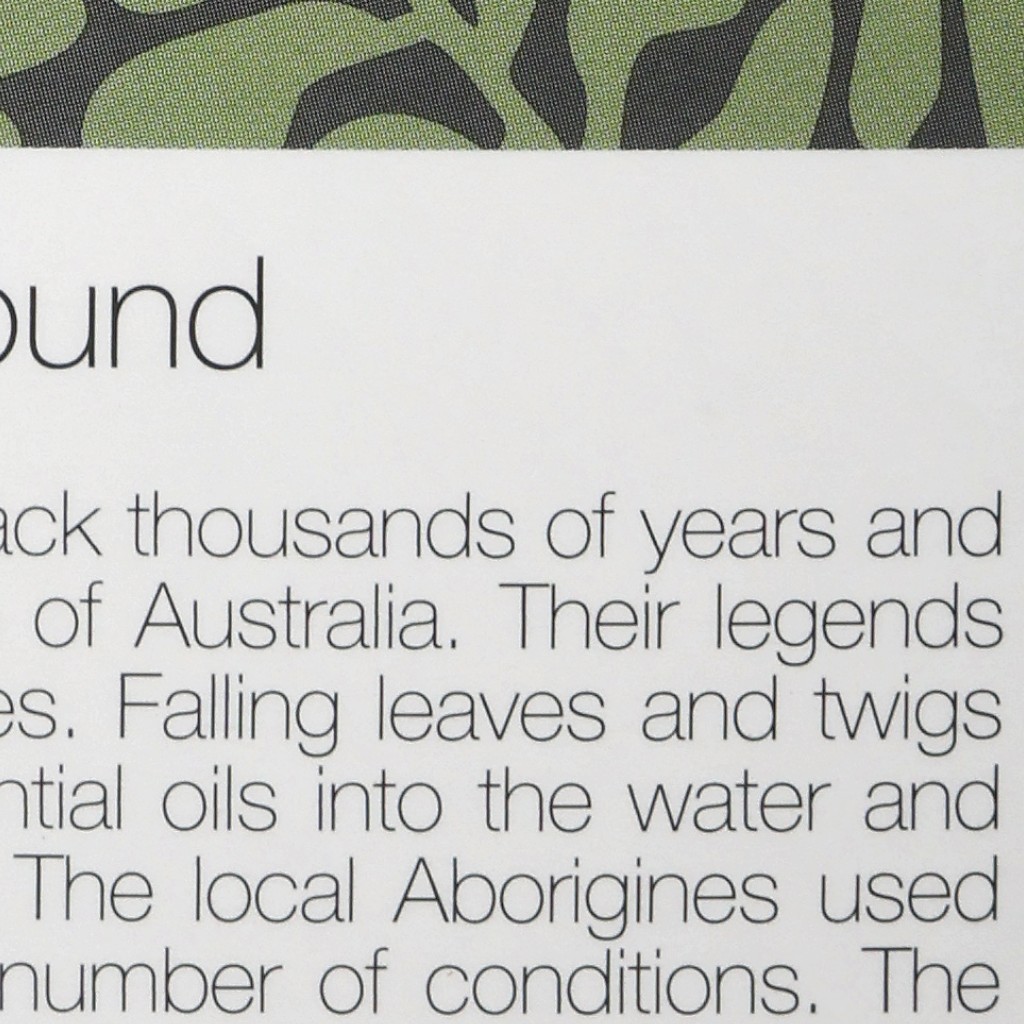 ound
ack thousands of years and
of Australia. Their legends
es. Falling leaves and twigs
ntial oils into the water and
The local Aborigines used
number of conditions. The